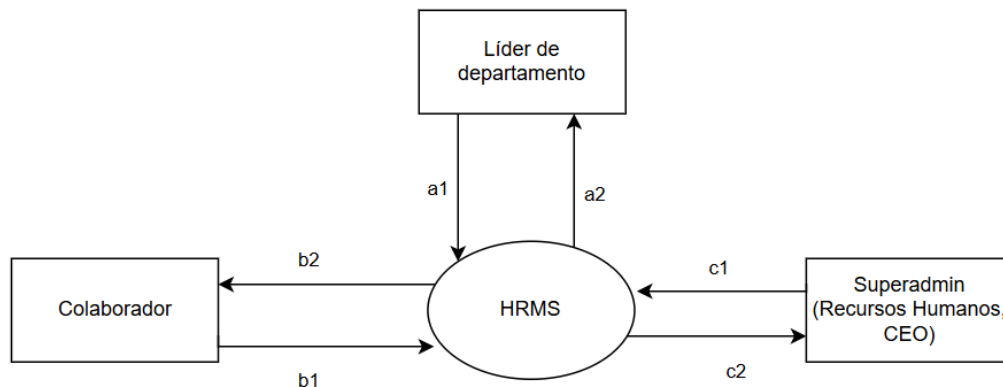 Líder de
departamento
a1
a2
b2
c1
Colaborador
HRMS
Superadmin
(Recursos Humanos,
CEO)
b1
c2